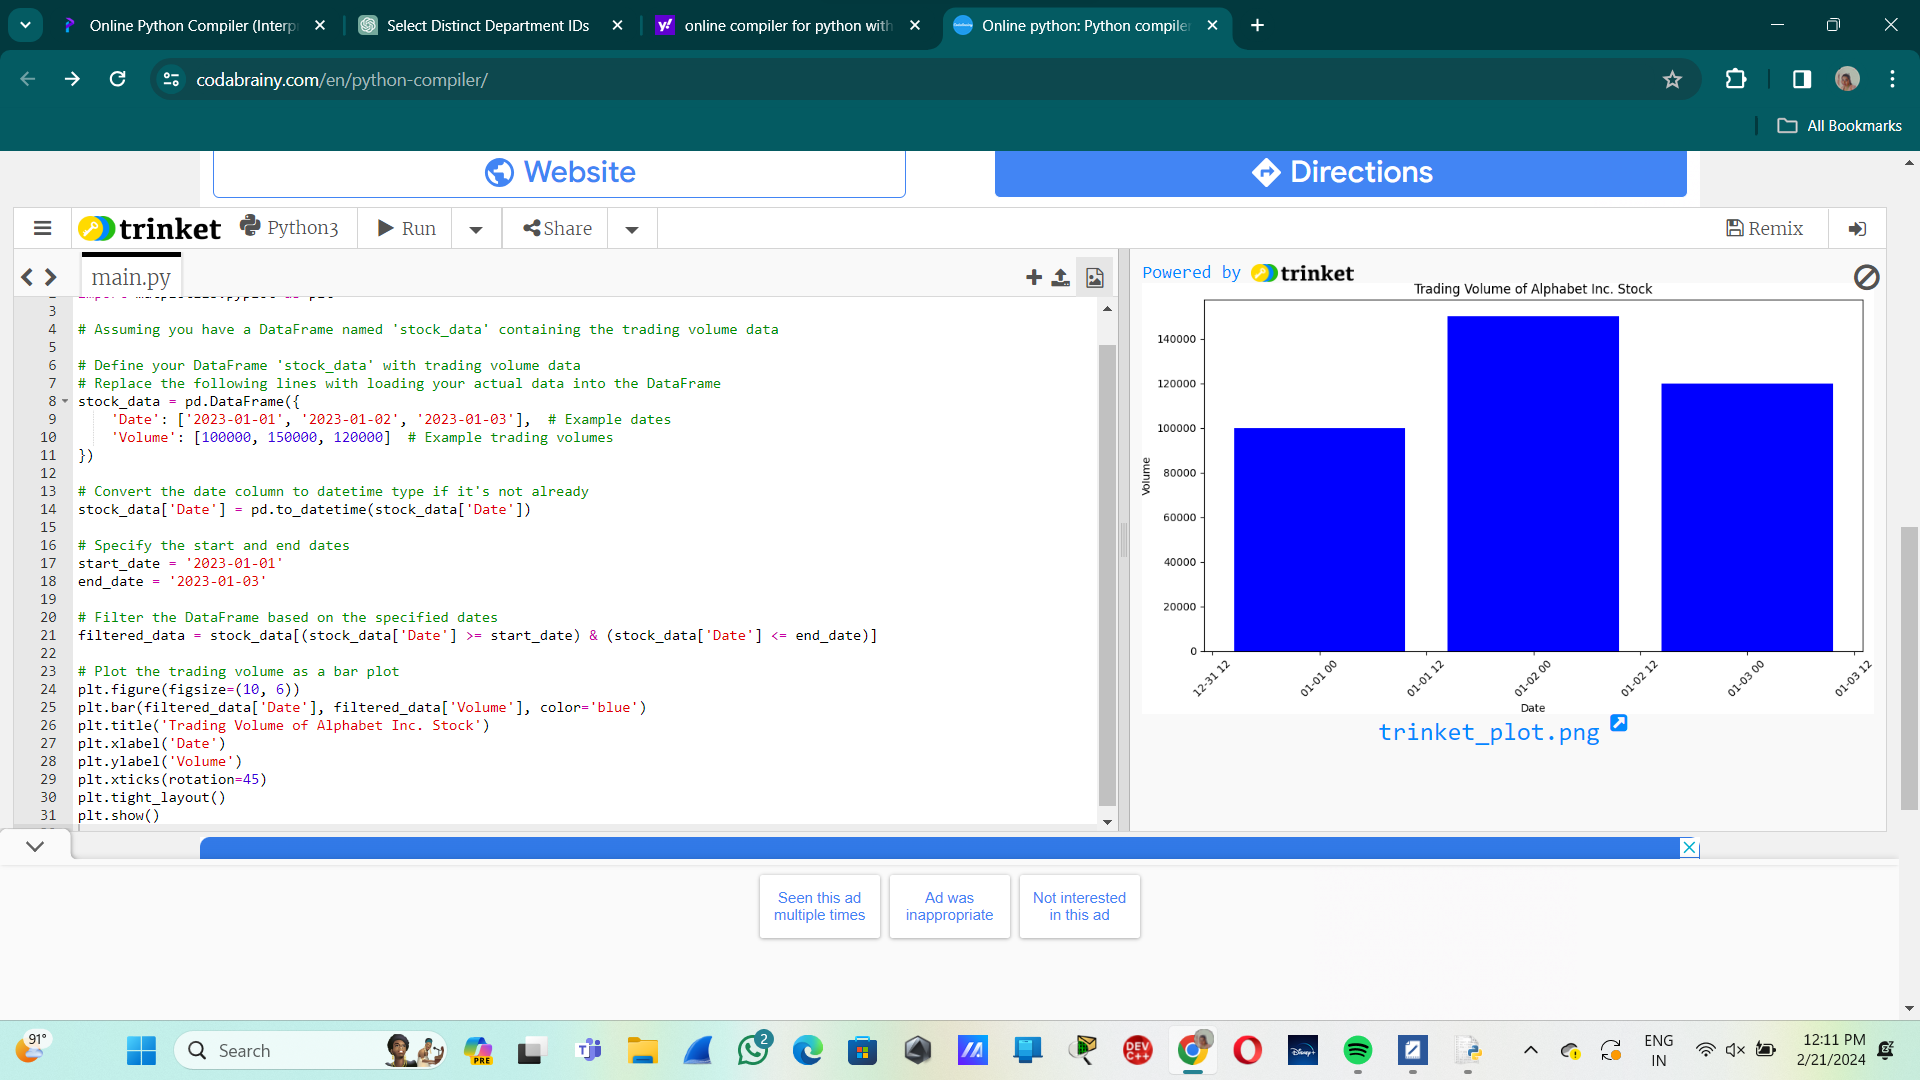 Online Python Compiler (Interp
Select Distinct Department IDs
online compiler for python with
Online python: Python compiler
codabrainy.com/en/python-compiler/
All Bookmarks
Website
Directions
trinket
Python3
Run
Share
Remix
main.py
Powered by trinket
3
4 # Assuming you have a DataFrame named 'stock_data' containing the trading volume data
5
6 # Define your DataFrame 'stock_data' with trading volume data
7 # Replace the following lines with loading your actual data into the DataFrame
8 stock_data = pd.DataFrame({
9 'Date': ['2023-01-01', '2023-01-02', '2023-01-03'], # Example dates
10 'Volume': [100000, 150000, 120000] # Example trading volumes
11 })
12
13 # Convert the date column to datetime type if it's not already
14 stock_data['Date'] = pd.to_datetime(stock_data['Date'])
15
16 # Specify the start and end dates
17 start_date = '2023-01-01'
18 end_date = '2023-01-03'
19
20 # Filter the DataFrame based on the specified dates
21 filtered_data = stock_data[(stock_data['Date'] >= start_date) & (stock_data['Date'] <= end_date)]
22
23 # Plot the trading volume as a bar plot
24 plt.figure(figsize=(10, 6))
25 plt.bar(filtered_data['Date'], filtered_data['Volume'], color='blue')
26 plt.title('Trading Volume of Alphabet Inc. Stock')
27 plt.xlabel('Date')
28 plt.ylabel('Volume')
29 plt.xticks(rotation=45)
30 plt.tight_layout()
31 plt.show()
Trading Volume of Alphabet Inc. Stock
140000
120000
100000
80000
60000
40000
20000
0
Volume
12-31 12
01-01 00
01-01 12
01-02 00
01-02 12
01-03 00
01-03 12
Date
trinket_plot.png
Seen this ad
multiple times
Ad was
inappropriate
Not interested
in this ad
91°
Search
PRE
2
DEV
C++
Disney+
ENG
IN
12:11 PM
2/21/2024